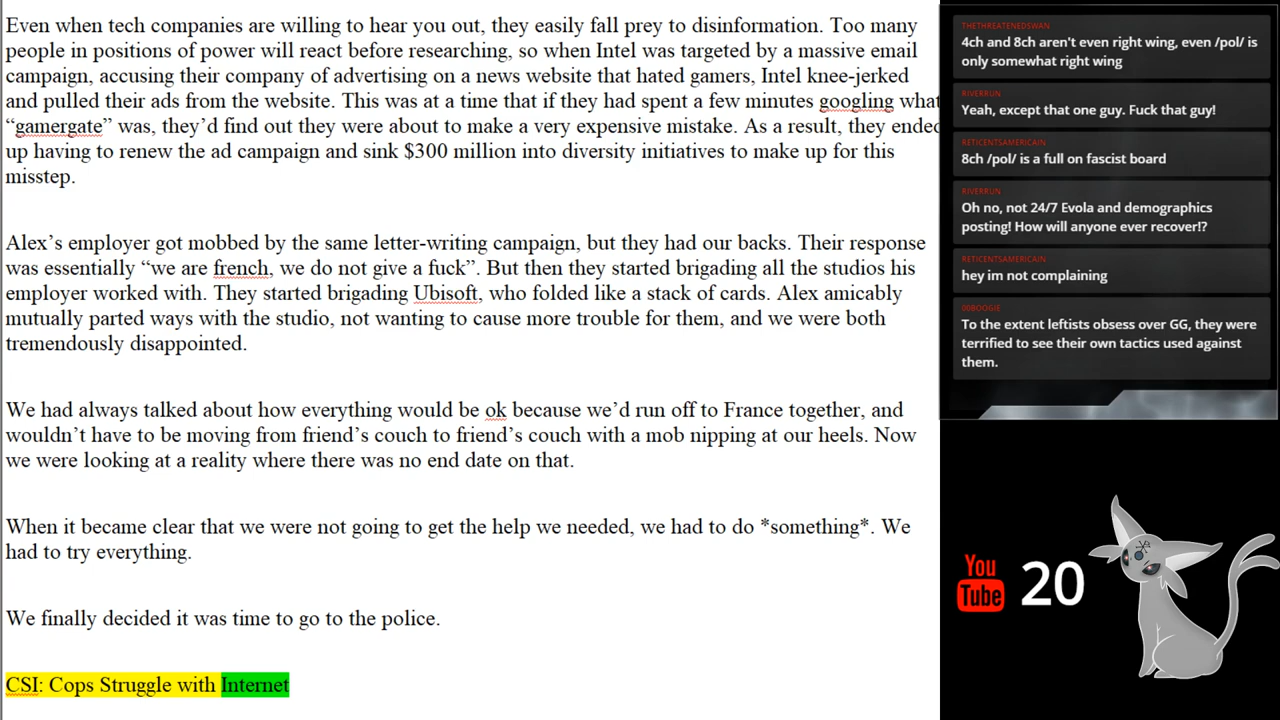 Even when tech companies are willing to hear you out, they easily fall prey to disinformation. Too many
people in positions of power will react before researching, so when Intel was targeted by a massive email
campaign, accusing their company of advertising on a news website that hated gamers, Intel knee-jerked
and pulled their ads from the website. This was at a time that if they had spent a few minutes googling what
“gamergate” was, they’d find out they were about to make a very expensive mistake. As a result, they ended
up having to renew the ad campaign and sink $300 million into diversity initiatives to make up for this
misstep.
Alex’s employer got mobbed by the same letter-writing campaign, but they had our backs. Their response
was essentially “we are french, we do not give a fuck”. But then they started brigading all the studios his
employer worked with. They started brigading Ubisoft, who folded like a stack of cards. Alex amicably
mutually parted ways with the studio, not wanting to cause more trouble for them, and we were both
tremendously disappointed.
We had always talked about how everything would be ok because we’d run off to France together, and
wouldn’t have to be moving from friend’s couch to friend’s couch with a mob nipping at our heels. Now
we were looking at a reality where there was no end date on that.
When it became clear that we were not going to get the help we needed, we had to do *something*. We
had to try everything.
We finally decided it was time to go to the police.
CSI: Cops Struggle with Internet
THETHREATENEDSWAN
4ch and 8ch aren't even right wing, even /pol/ is
only somewhat right wing
RIVERRUN
Yeah, except that one guy. Fuck that guy!
RETICENTSAMERICAIN
8ch /pol/ is a full on fascist board
RIVERRUN
Oh no, not 24/7 Evola and demographics
posting! How will anyone ever recover!?
RETICENTSAMERICAIN
hey im not complaining
00BOOGIE
To the extent leftists obsess over GG, they were
terrified to see their own tactics used against
them.
You
Tube
20